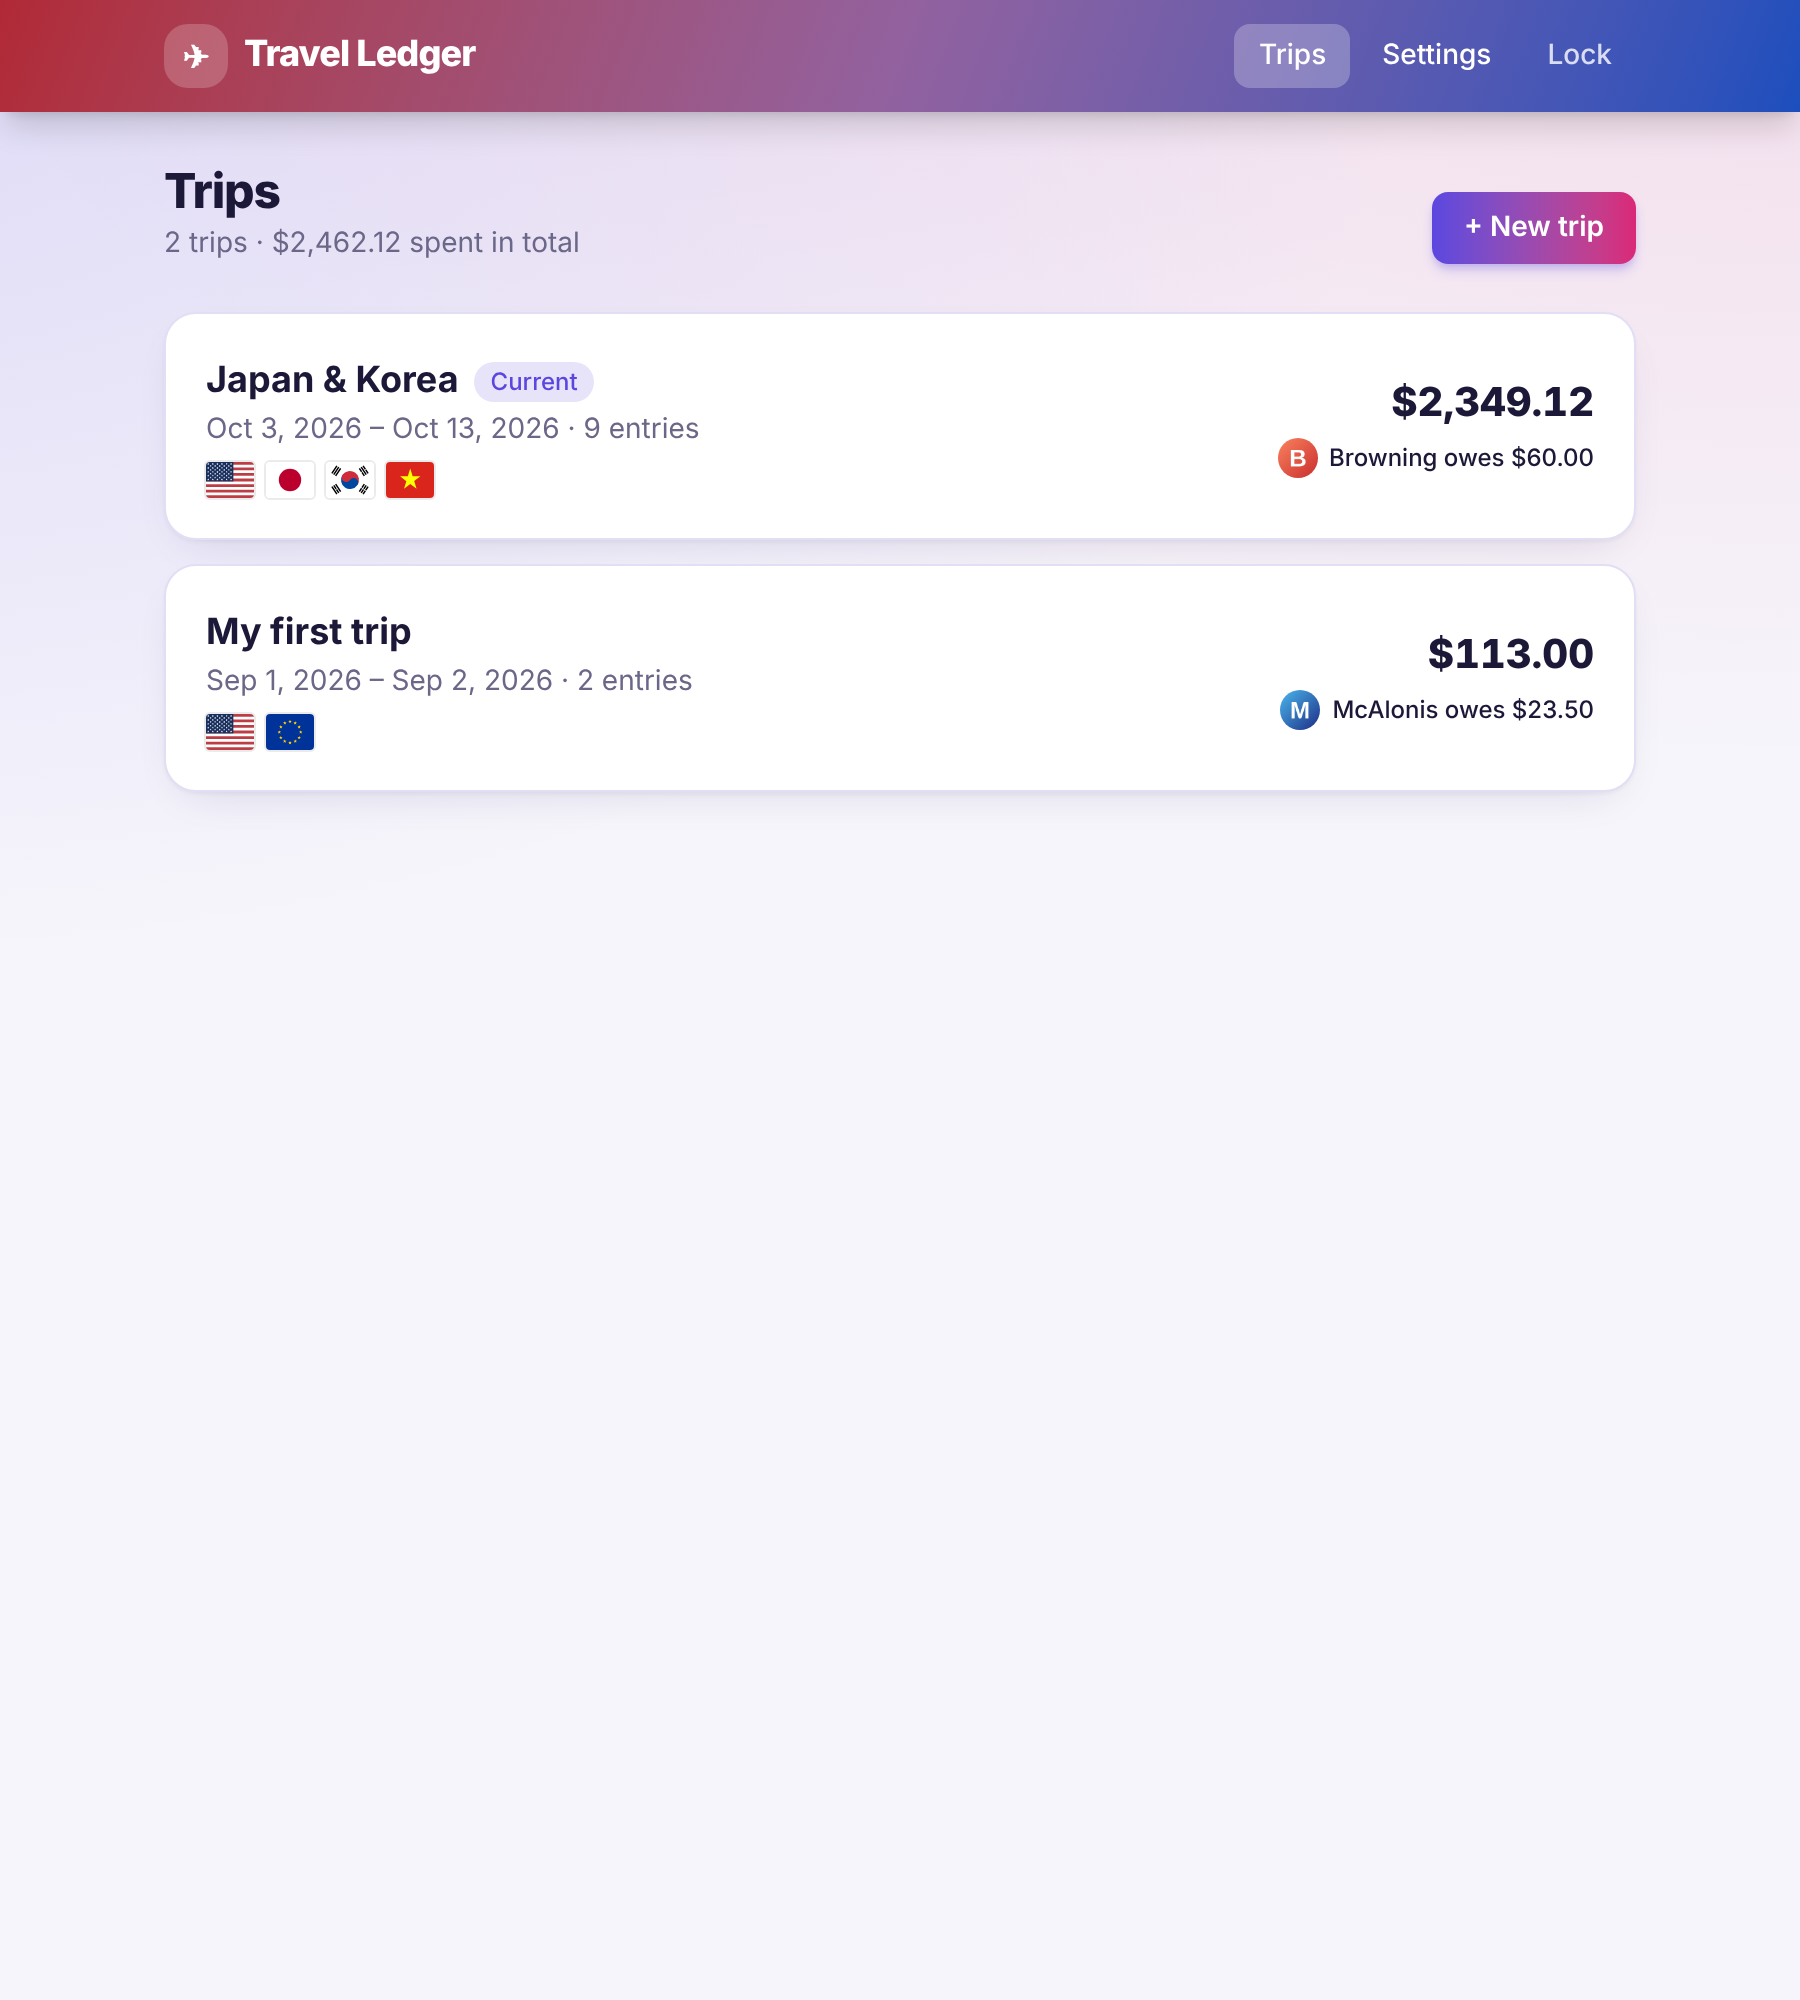 ✈ Travel Ledger
Trips Settings Lock
Trips
2 trips · $2,462.12 spent in total
+ New trip
Japan & Korea Current
Oct 3, 2026 – Oct 13, 2026 · 9 entries
$2,349.12
B Browning owes $60.00
My first trip
Sep 1, 2026 – Sep 2, 2026 · 2 entries
$113.00
M McAlonis owes $23.50